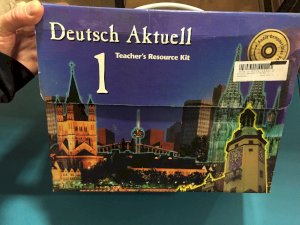 Deutsch Aktuell
1
Teacher's Resource Kit